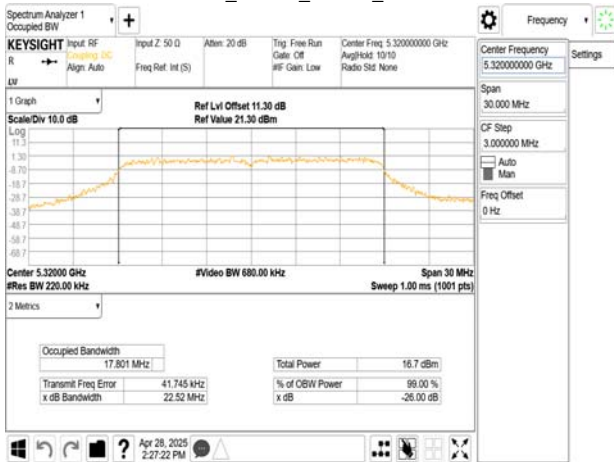 Spectrum Analyzer 1
Occupied BW
Frequency
KEYSIGHT
Input: RF
Coupling: DC
Align: Auto
Input Z: 50 Ω
Freq Ref: Int (S)
Atten: 20 dB
Trig: Free Run
Gate: Off
#IF Gain: Low
Center Freq: 5.320000000 GHz
Avg|Hold: 10/10
Radio Std: None
R
Center Frequency
5.320000000 GHz
Settings
Span
30.000 MHz
CF Step
3.000000 MHz
Auto
Man
Freq Offset
0 Hz
1 Graph
Scale/Div 10.0 dB
Ref Lvl Offset 11.30 dB
Ref Value 21.30 dBm
Log
11.3
1.30
-8.70
-18.7
-28.7
-38.7
-48.7
-58.7
-68.7
Center 5.32000 GHz
#Res BW 220.00 kHz
#Video BW 680.00 kHz
Span 30 MHz
Sweep 1.00 ms (1001 pts)
2 Metrics
Occupied Bandwidth
17.801 MHz
Total Power 16.7 dBm
Transmit Freq Error 41.745 kHz
% of OBW Power 99.00 %
x dB Bandwidth 22.52 MHz
x dB -26.00 dB
?
Apr 28, 2025
2:27:22 PM